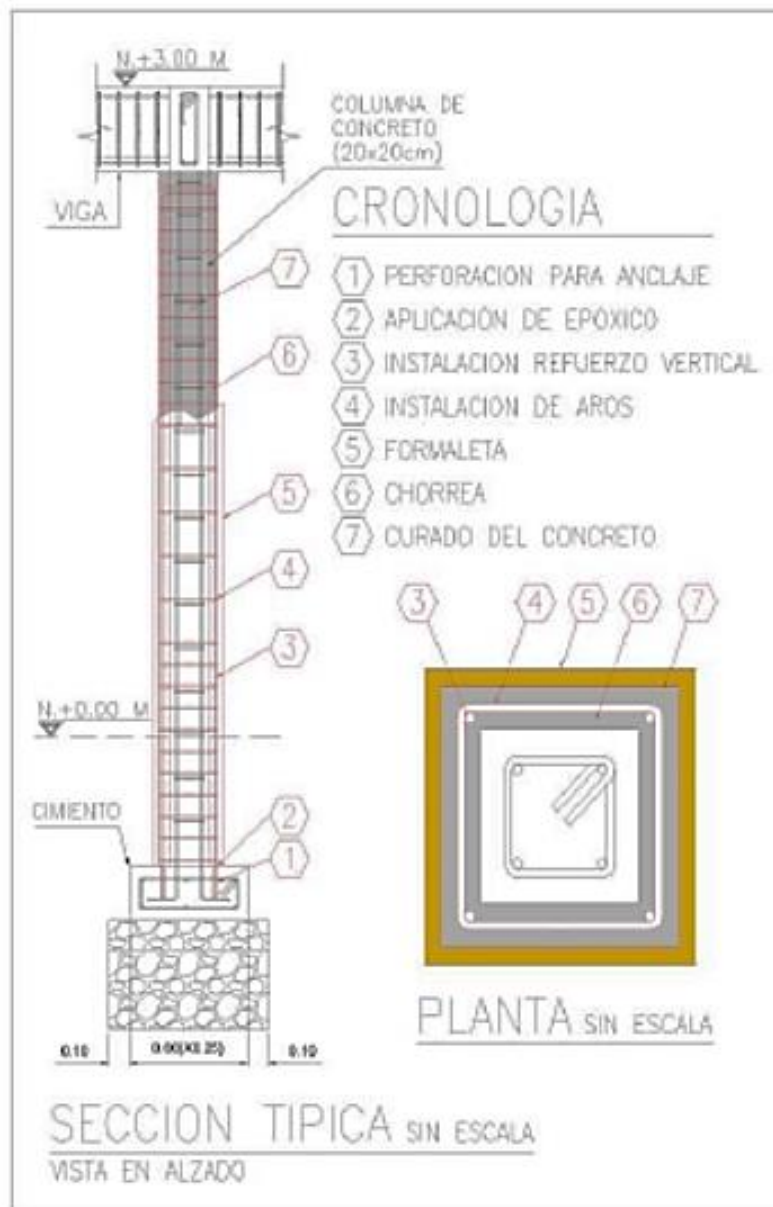 N.+3.00 M
COLUMNA DE
CONCRETO
(20x20cm)
VIGA
CRONOLOGIA
1 PERFORACION PARA ANCLAJE
2 APLICACIÓN DE EPOXICO
3 INSTALACION REFUERZO VERTICAL
4 INSTALACION DE AROS
5 FORMALETA
6 CHORREA
7 CURADO DEL CONCRETO
7
6
5
4
3
N.+0.00 M
CIMIENTO
2
1
3 4 5 6 7
PLANTA SIN ESCALA
0.10 0.10
SECCION TIPICA SIN ESCALA
VISTA EN ALZADO